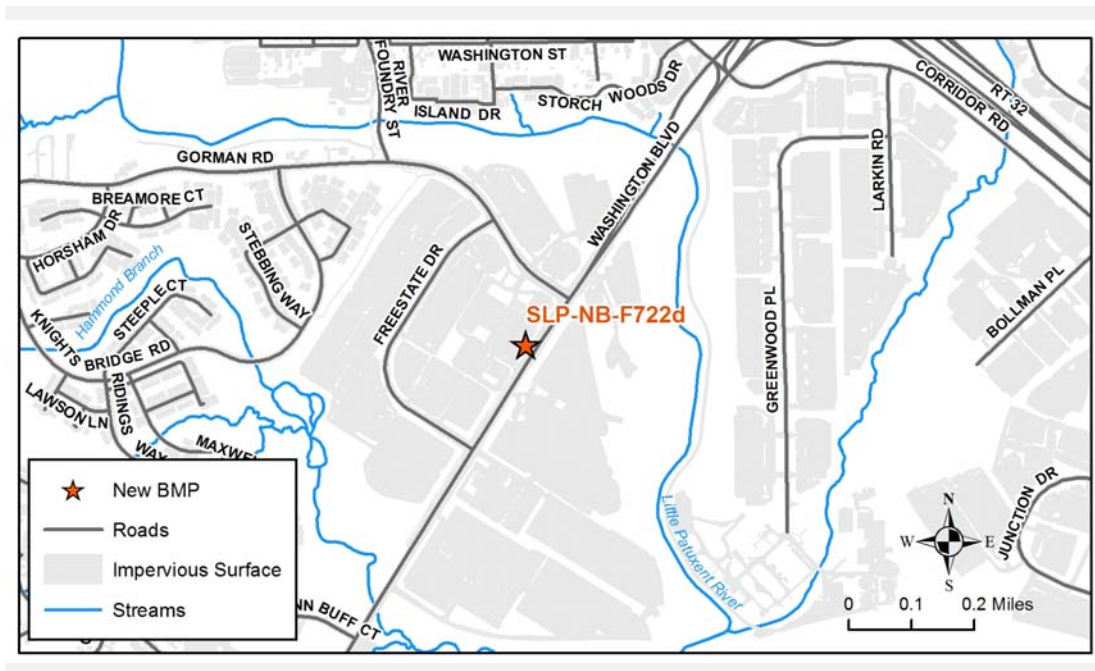 WASHINGTON ST
RIVER
FOUNDRY ST
ISLAND DR
STORCH WOODS DR
WASHINGTON BLVD
CORRIDOR RD
RT 32
LARKIN RD
GORMAN RD
BREAMORE CT
HORSHAM DR
STEBBING WAY
Hammond Branch
STEEPLE CT
FREESTATE DR
SLP-NB-F722d
GREENWOOD PL
BOLLMAN PL
KNIGHTS
BRIDGE RD
LAWSON LN
RIDINGS
WAY
MAXWE
Little Patuxent River
JUNCTION DR
NN BUFF CT
New BMP
Roads
Impervious Surface
Streams
N
W E
S
0 0.1 0.2 Miles